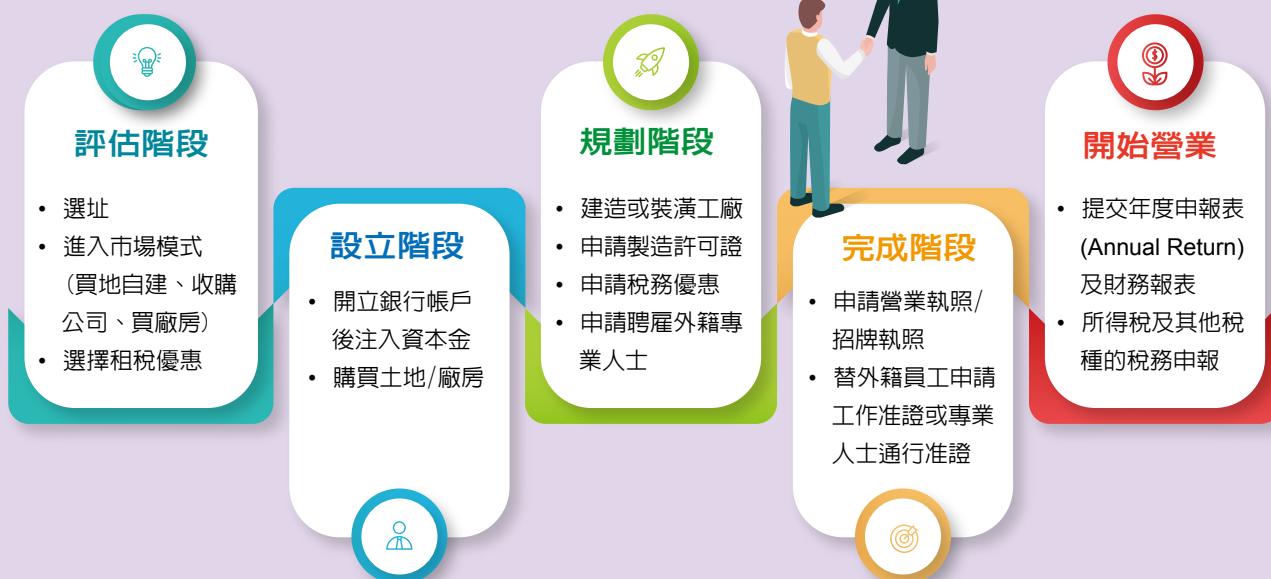 評估階段
• 選址
• 進入市場模式
（買地自建、收購
公司、買廠房）
• 選擇租稅優惠
設立階段
• 開立銀行帳戶
後注入資本金
• 購買土地/廠房
規劃階段
• 建造或裝潢工廠
• 申請製造許可證
• 申請稅務優惠
• 申請聘雇外籍專
業人士
完成階段
• 申請營業執照/
招牌執照
• 替外籍員工申請
工作准證或專業
人士通行准證
開始營業
• 提交年度申報表
(Annual Return)
及財務報表
• 所得稅及其他稅
種的稅務申報